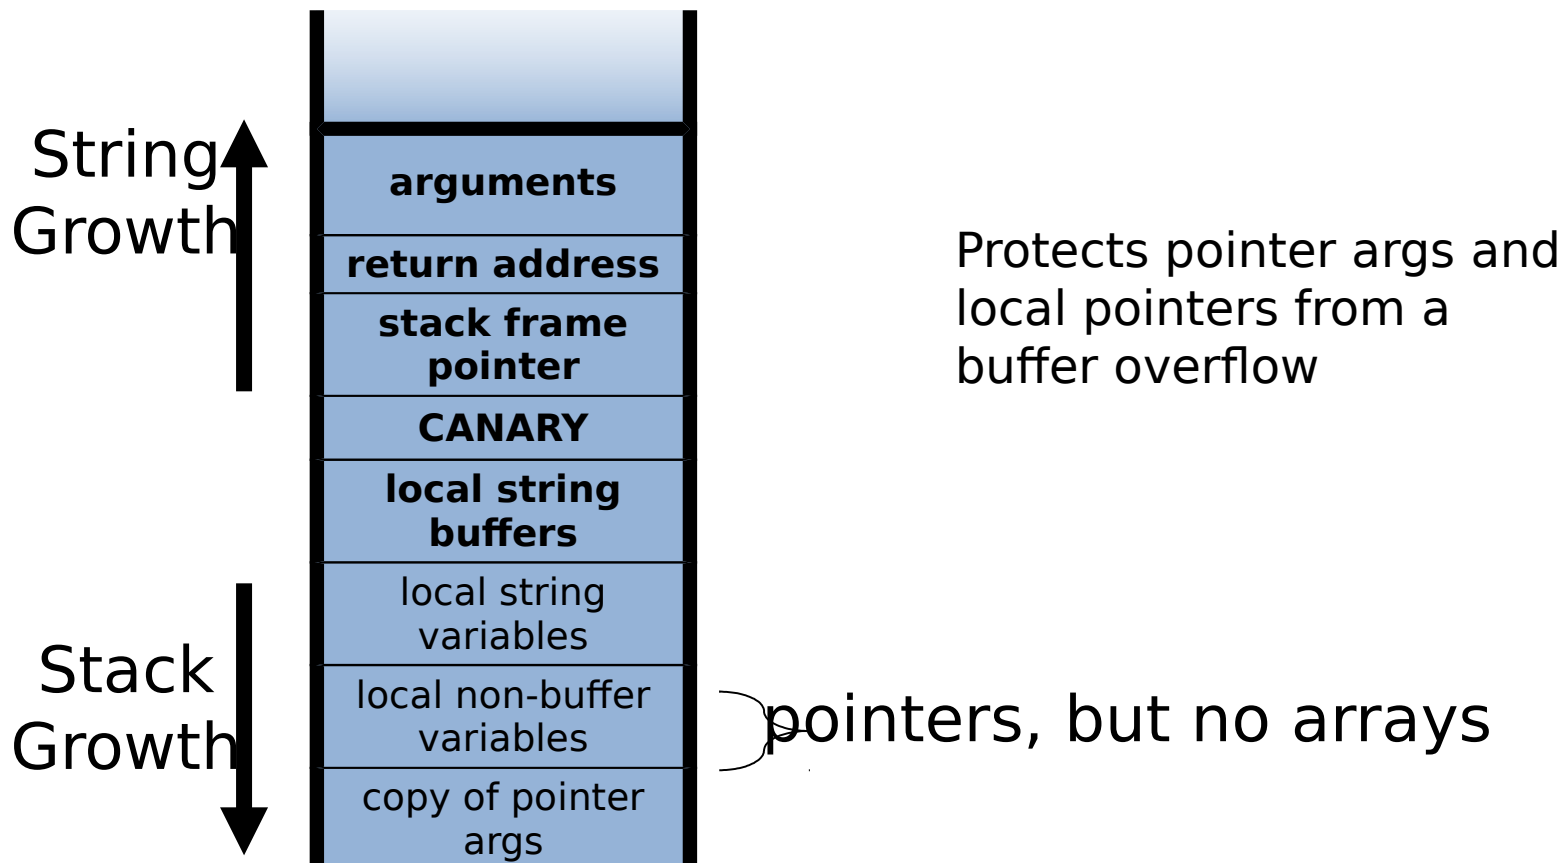 String
Growth
arguments
return address
stack frame
pointer
CANARY
local string
buffers
local string
variables
local non-buffer
variables
copy of pointer
args
Stack
Growth
Protects pointer args and
local pointers from a
buffer overflow
pointers, but no arrays